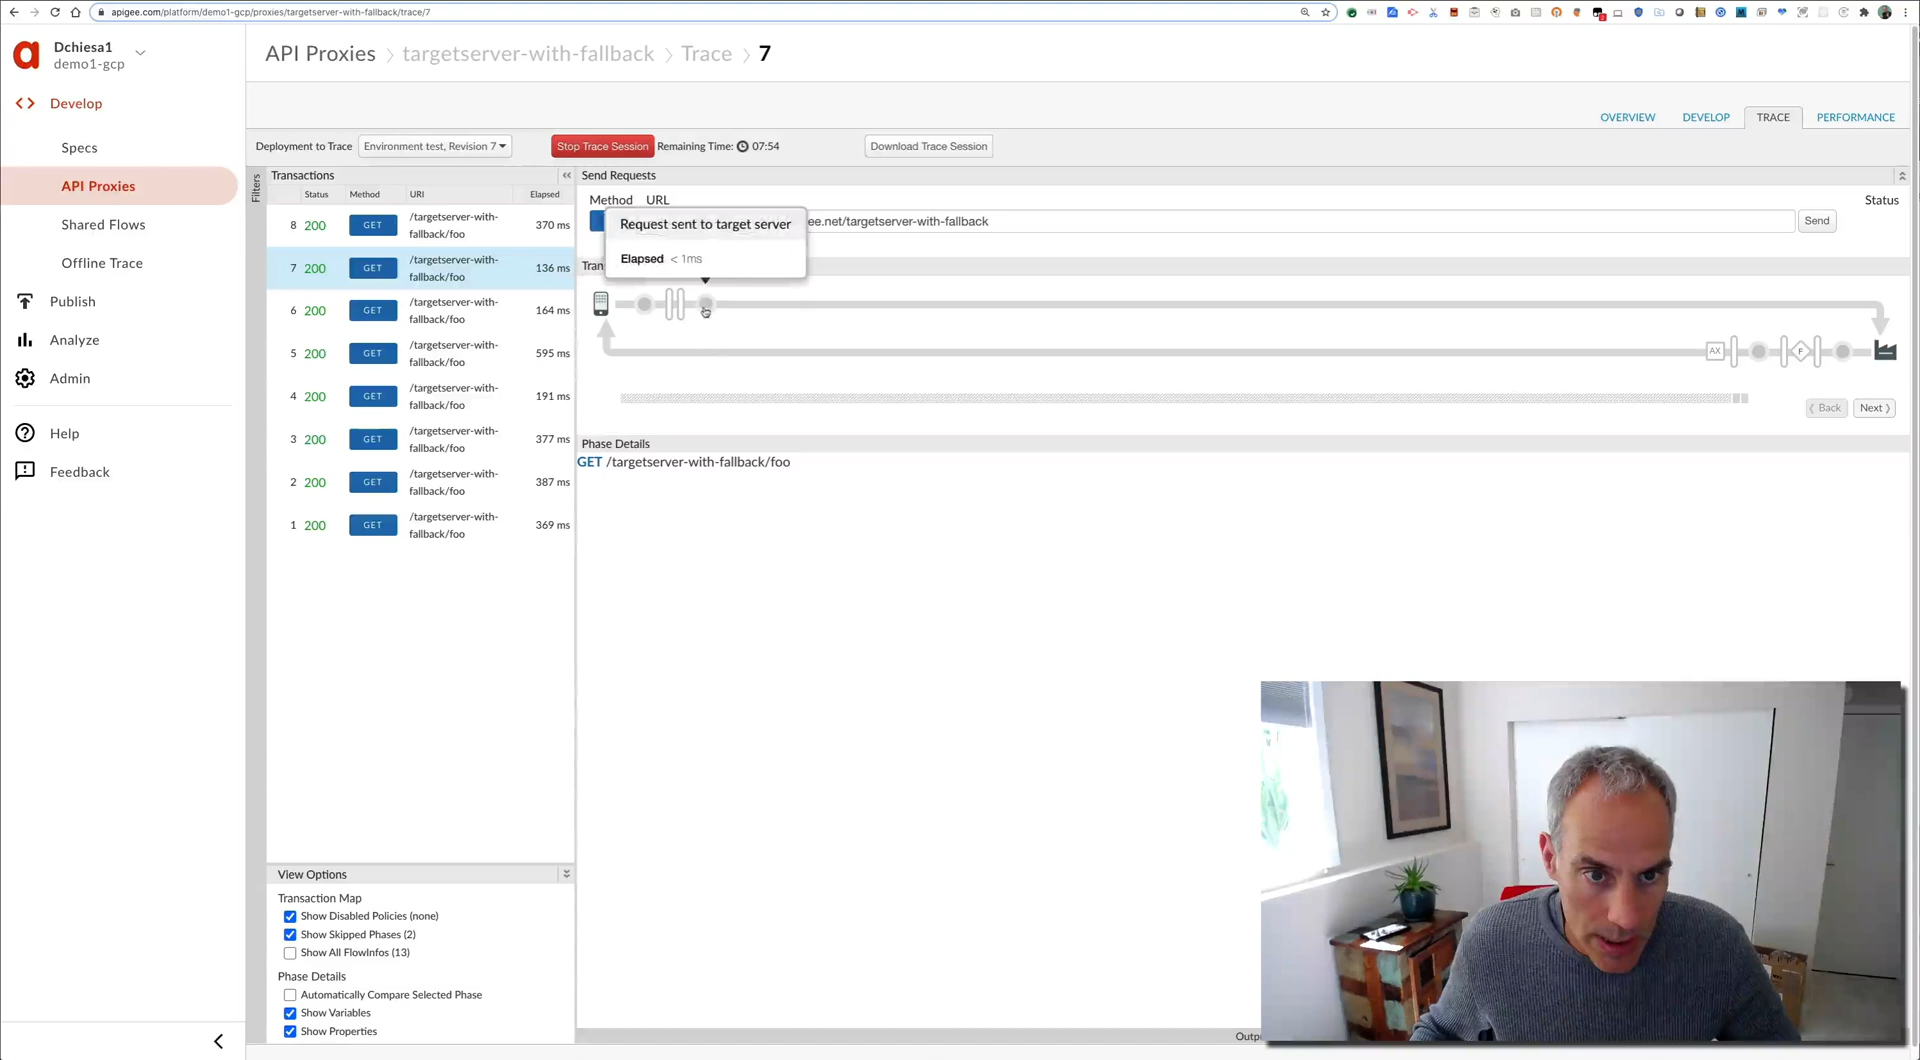 apigee.com/platform/demo1-gcp/proxies/targetserver-with-fallback/trace/7
Dchiesa1
demo1-gcp
Develop
Specs
API Proxies
Shared Flows
Offline Trace
Publish
Analyze
Admin
Help
Feedback
API Proxies > targetserver-with-fallback > Trace > 7
OVERVIEW DEVELOP TRACE PERFORMANCE
Deployment to Trace Environment test, Revision 7 Stop Trace Session Remaining Time: 07:54 Download Trace Session
Filters
Transactions
Status Method URI Elapsed
8 200 GET /targetserver-with-fallback/foo 370 ms
7 200 GET /targetserver-with-fallback/foo 136 ms
6 200 GET /targetserver-with-fallback/foo 164 ms
5 200 GET /targetserver-with-fallback/foo 595 ms
4 200 GET /targetserver-with-fallback/foo 191 ms
3 200 GET /targetserver-with-fallback/foo 377 ms
2 200 GET /targetserver-with-fallback/foo 387 ms
1 200 GET /targetserver-with-fallback/foo 369 ms
View Options
Transaction Map
Show Disabled Policies (none)
Show Skipped Phases (2)
Show All FlowInfos (13)
Phase Details
Automatically Compare Selected Phase
Show Variables
Show Properties
Send Requests
Method URL Status
ee.net/targetserver-with-fallback Send
Request sent to target server
Elapsed < 1ms
Tran
AX F
Back Next
Phase Details
GET /targetserver-with-fallback/foo
Outp